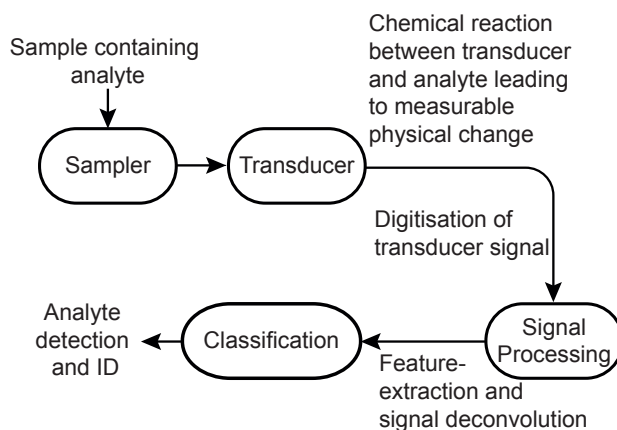 Sample containing
analyte
Chemical reaction
between transducer
and analyte leading
to measurable
physical change
Sampler
Transducer
Digitisation of
transducer signal
Signal
Processing
Feature-
extraction and
signal deconvolution
Classification
Analyte
detection
and ID